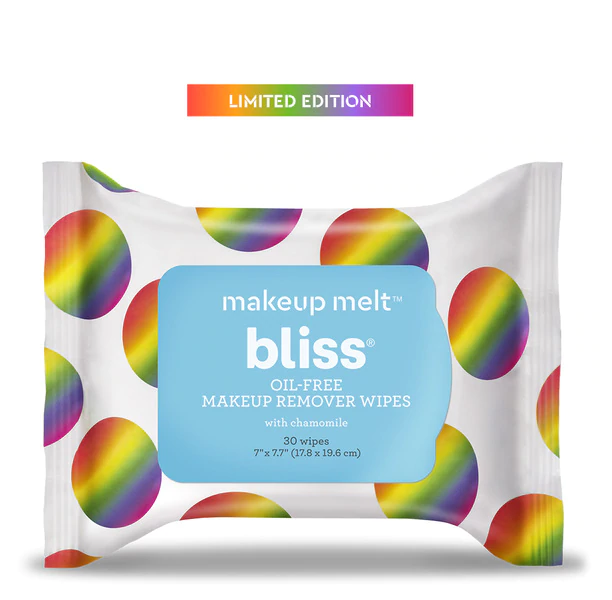 LIMITED EDITION
makeup melt™
bliss®
OIL-FREE
MAKEUP REMOVER WIPES
with chamomile
30 wipes
7"x 7.7" (17.8 x 19.6 cm)